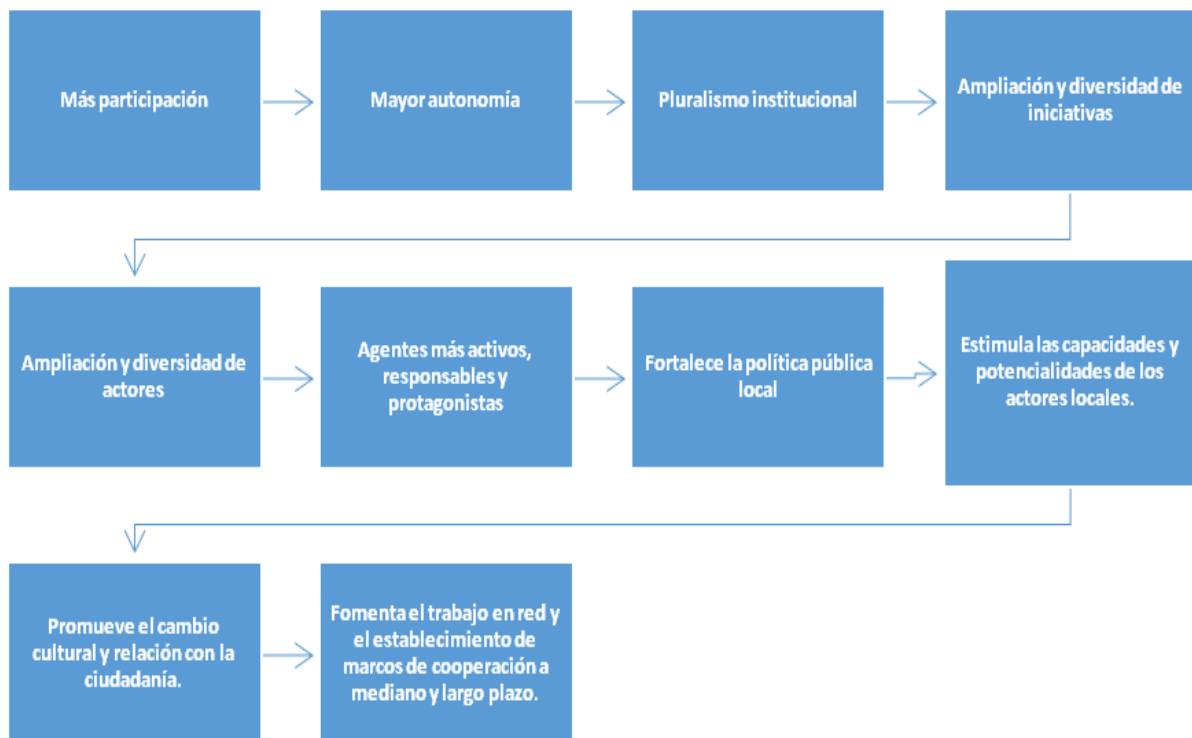 Más participación
Mayor autonomía
Pluralismo institucional
Ampliación y diversidad de
iniciativas
Ampliación y diversidad de
actores
Agentes más activos,
responsables y
protagonistas
Fortalece la política pública
local
Estimula las capacidades y
potencialidades de los
actores locales.
Promueve el cambio
cultural y relación con la
ciudadanía.
Fomenta el trabajo en red y
el establecimiento de
marcos de cooperación a
mediano y largo plazo.